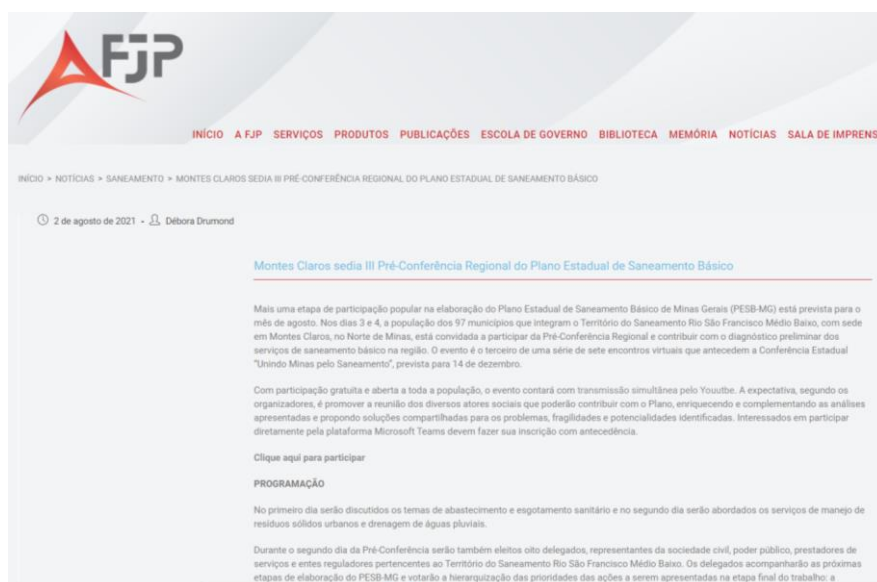 FJP
INÍCIO A FJP SERVIÇOS PRODUTOS PUBLICAÇÕES ESCOLA DE GOVERNO BIBLIOTECA MEMÓRIA NOTÍCIAS SALA DE IMPRENS
INÍCIO > NOTÍCIAS > SANEAMENTO > MONTES CLAROS SEDIA III PRÉ-CONFERÊNCIA REGIONAL DO PLANO ESTADUAL DE SANEAMENTO BÁSICO
2 de agosto de 2021 - Débora Drumond
Montes Claros sedia III Pré-Conferência Regional do Plano Estadual de Saneamento Básico
Mais uma etapa de participação popular na elaboração do Plano Estadual de Saneamento Básico de Minas Gerais (PESB-MG) está prevista para o
mês de agosto. Nos dias 3 e 4, a população dos 97 municípios que integram o Território do Saneamento Rio São Francisco Médio Baixo, com sede
em Montes Claros, no Norte de Minas, está convidada a participar da Pré-Conferência Regional e contribuir com o diagnóstico preliminar dos
serviços de saneamento básico na região. O evento é o terceiro de uma série de sete encontros virtuais que antecedem a Conferência Estadual
"Unindo Minas pelo Saneamento", prevista para 14 de dezembro.
Com participação gratuita e aberta a toda a população, o evento contará com transmissão simultânea pelo Youutbe. A expectativa, segundo os
organizadores, é promover a reunião dos diversos atores sociais que poderão contribuir com o Plano, enriquecendo e complementando as análises
apresentadas e propondo soluções compartilhadas para os problemas, fragilidades e potencialidades identificadas. Interessados em participar
diretamente pela plataforma Microsoft Teams devem fazer sua inscrição com antecedência.
Clique aqui para participar
PROGRAMAÇÃO
No primeiro dia serão discutidos os temas de abastecimento e esgotamento sanitário e no segundo dia serão abordados os serviços de manejo de
resíduos sólidos urbanos e drenagem de águas pluviais.
Durante o segundo dia da Pré-Conferência serão também eleitos oito delegados, representantes da sociedade civil, poder público, prestadores de
serviços e entes reguladores pertencentes ao Território do Saneamento Rio São Francisco Médio Baixo. Os delegados acompanharão as próximas
etapas de elaboração do PESB-MG e votarão a hierarquização das prioridades das ações a serem apresentadas na etapa final do trabalho: a